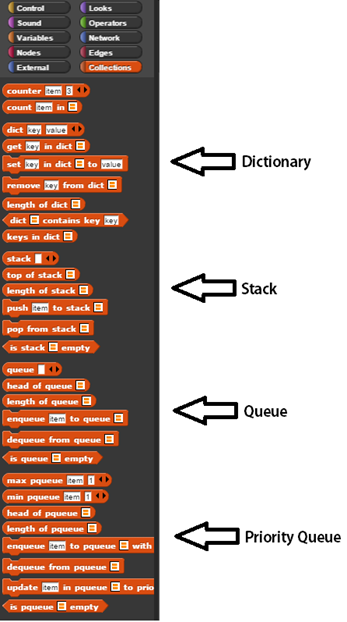 Control Looks
Sound Operators
Variables Network
Nodes Edges
External Collections
counter item 3
count item in
dict key value
get key in dict
set key in dict to value
remove key from dict
length of dict
dict contains key key
keys in dict
Dictionary
stack
top of stack
length of stack
push item to stack
pop from stack
is stack empty
Stack
queue
head of queue
length of queue
enqueue item to queue
dequeue from queue
is queue empty
Queue
max pqueue item 1
min pqueue item 1
head of pqueue
length of pqueue
enqueue item to pqueue with
dequeue from pqueue
update item in pqueue to prio
is pqueue empty
Priority Queue